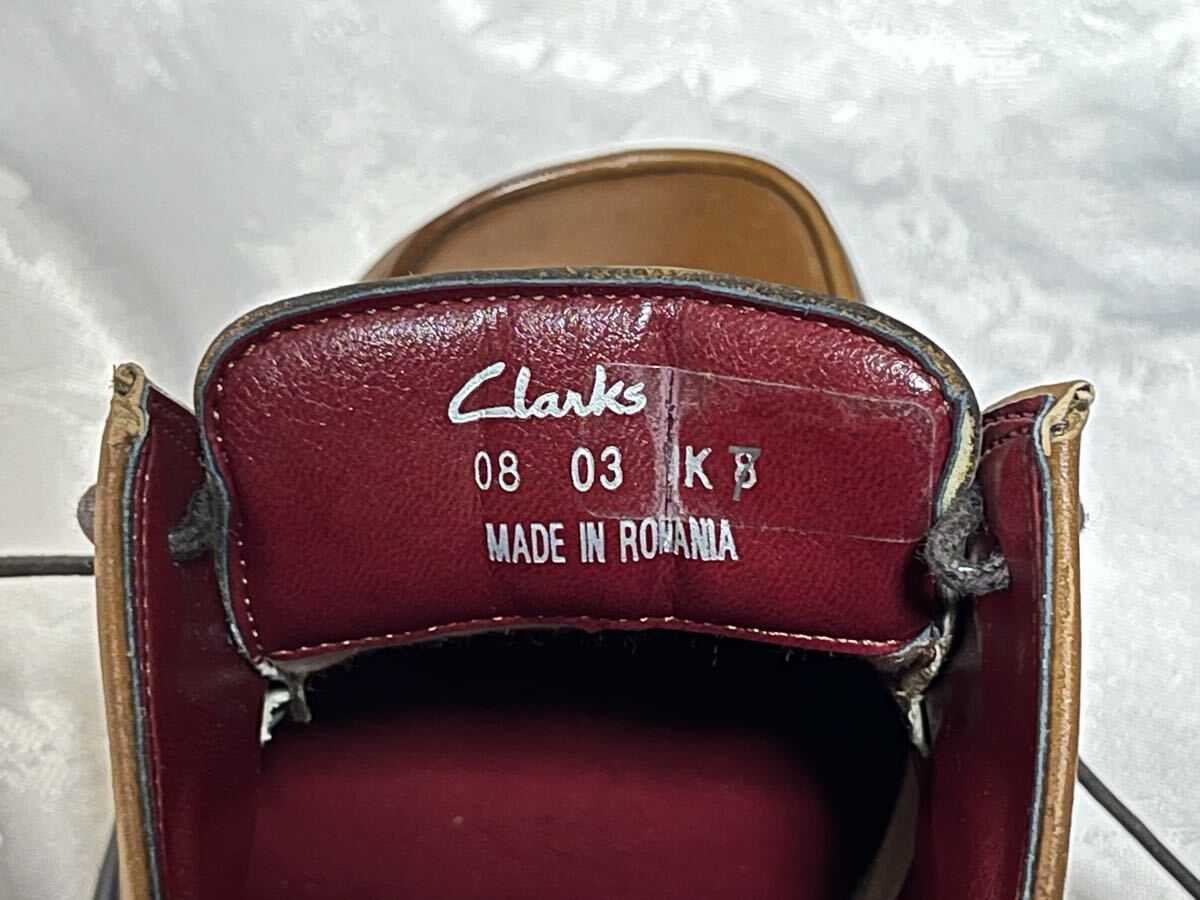 Clarks
08 03 K
MADE IN ROMANIA